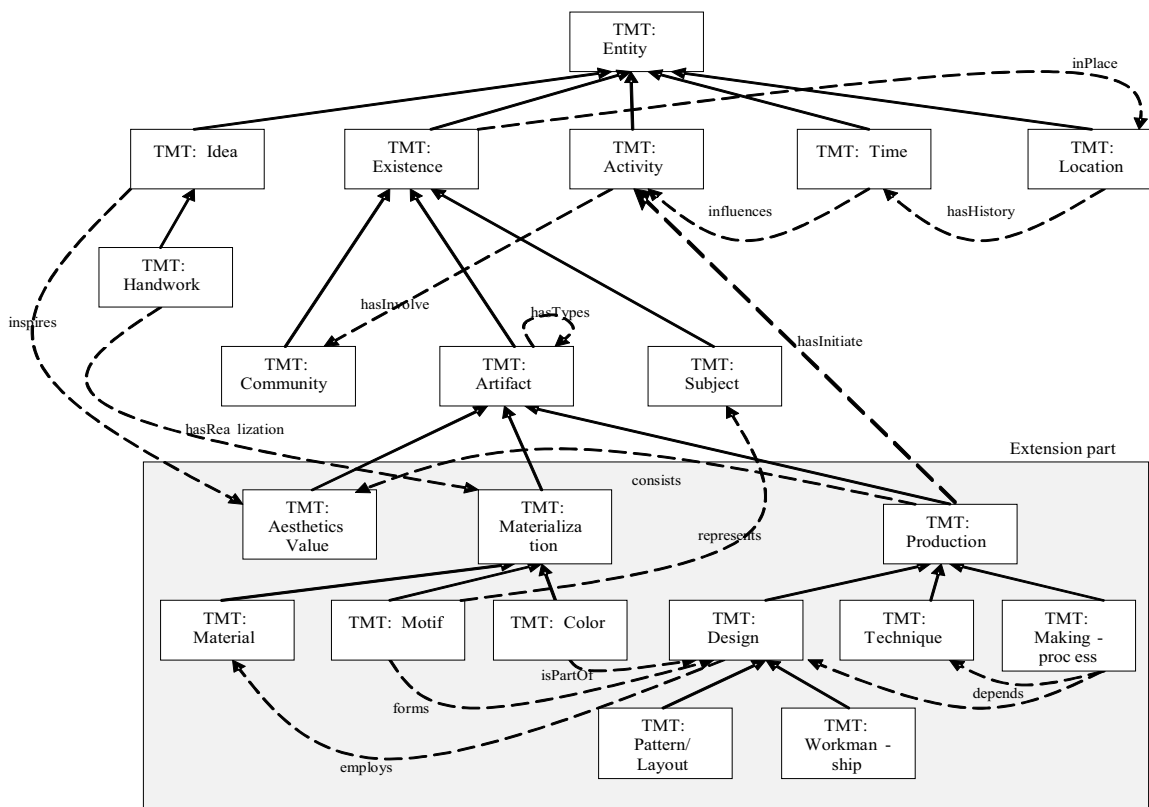 TMT:
Entity
inPlace
TMT: Idea
TMT:
Existence
TMT:
Activity
TMT: Time
TMT:
Location
influences
hasHistory
TMT:
Handwork
hasInvolve
hasTypes
inspires
hasInitiate
TMT:
Community
TMT:
Artifact
TMT:
Subject
hasRea lization
Extension part
consists
TMT:
Aesthetics
Value
TMT:
Materializa
tion
TMT:
Production
represents
TMT:
Material
TMT: Motif
TMT: Color
TMT:
Design
TMT:
Technique
TMT:
Making -
proc ess
isPartOf
forms
depends
TMT:
Pattern/
Layout
TMT:
Workman -
ship
employs